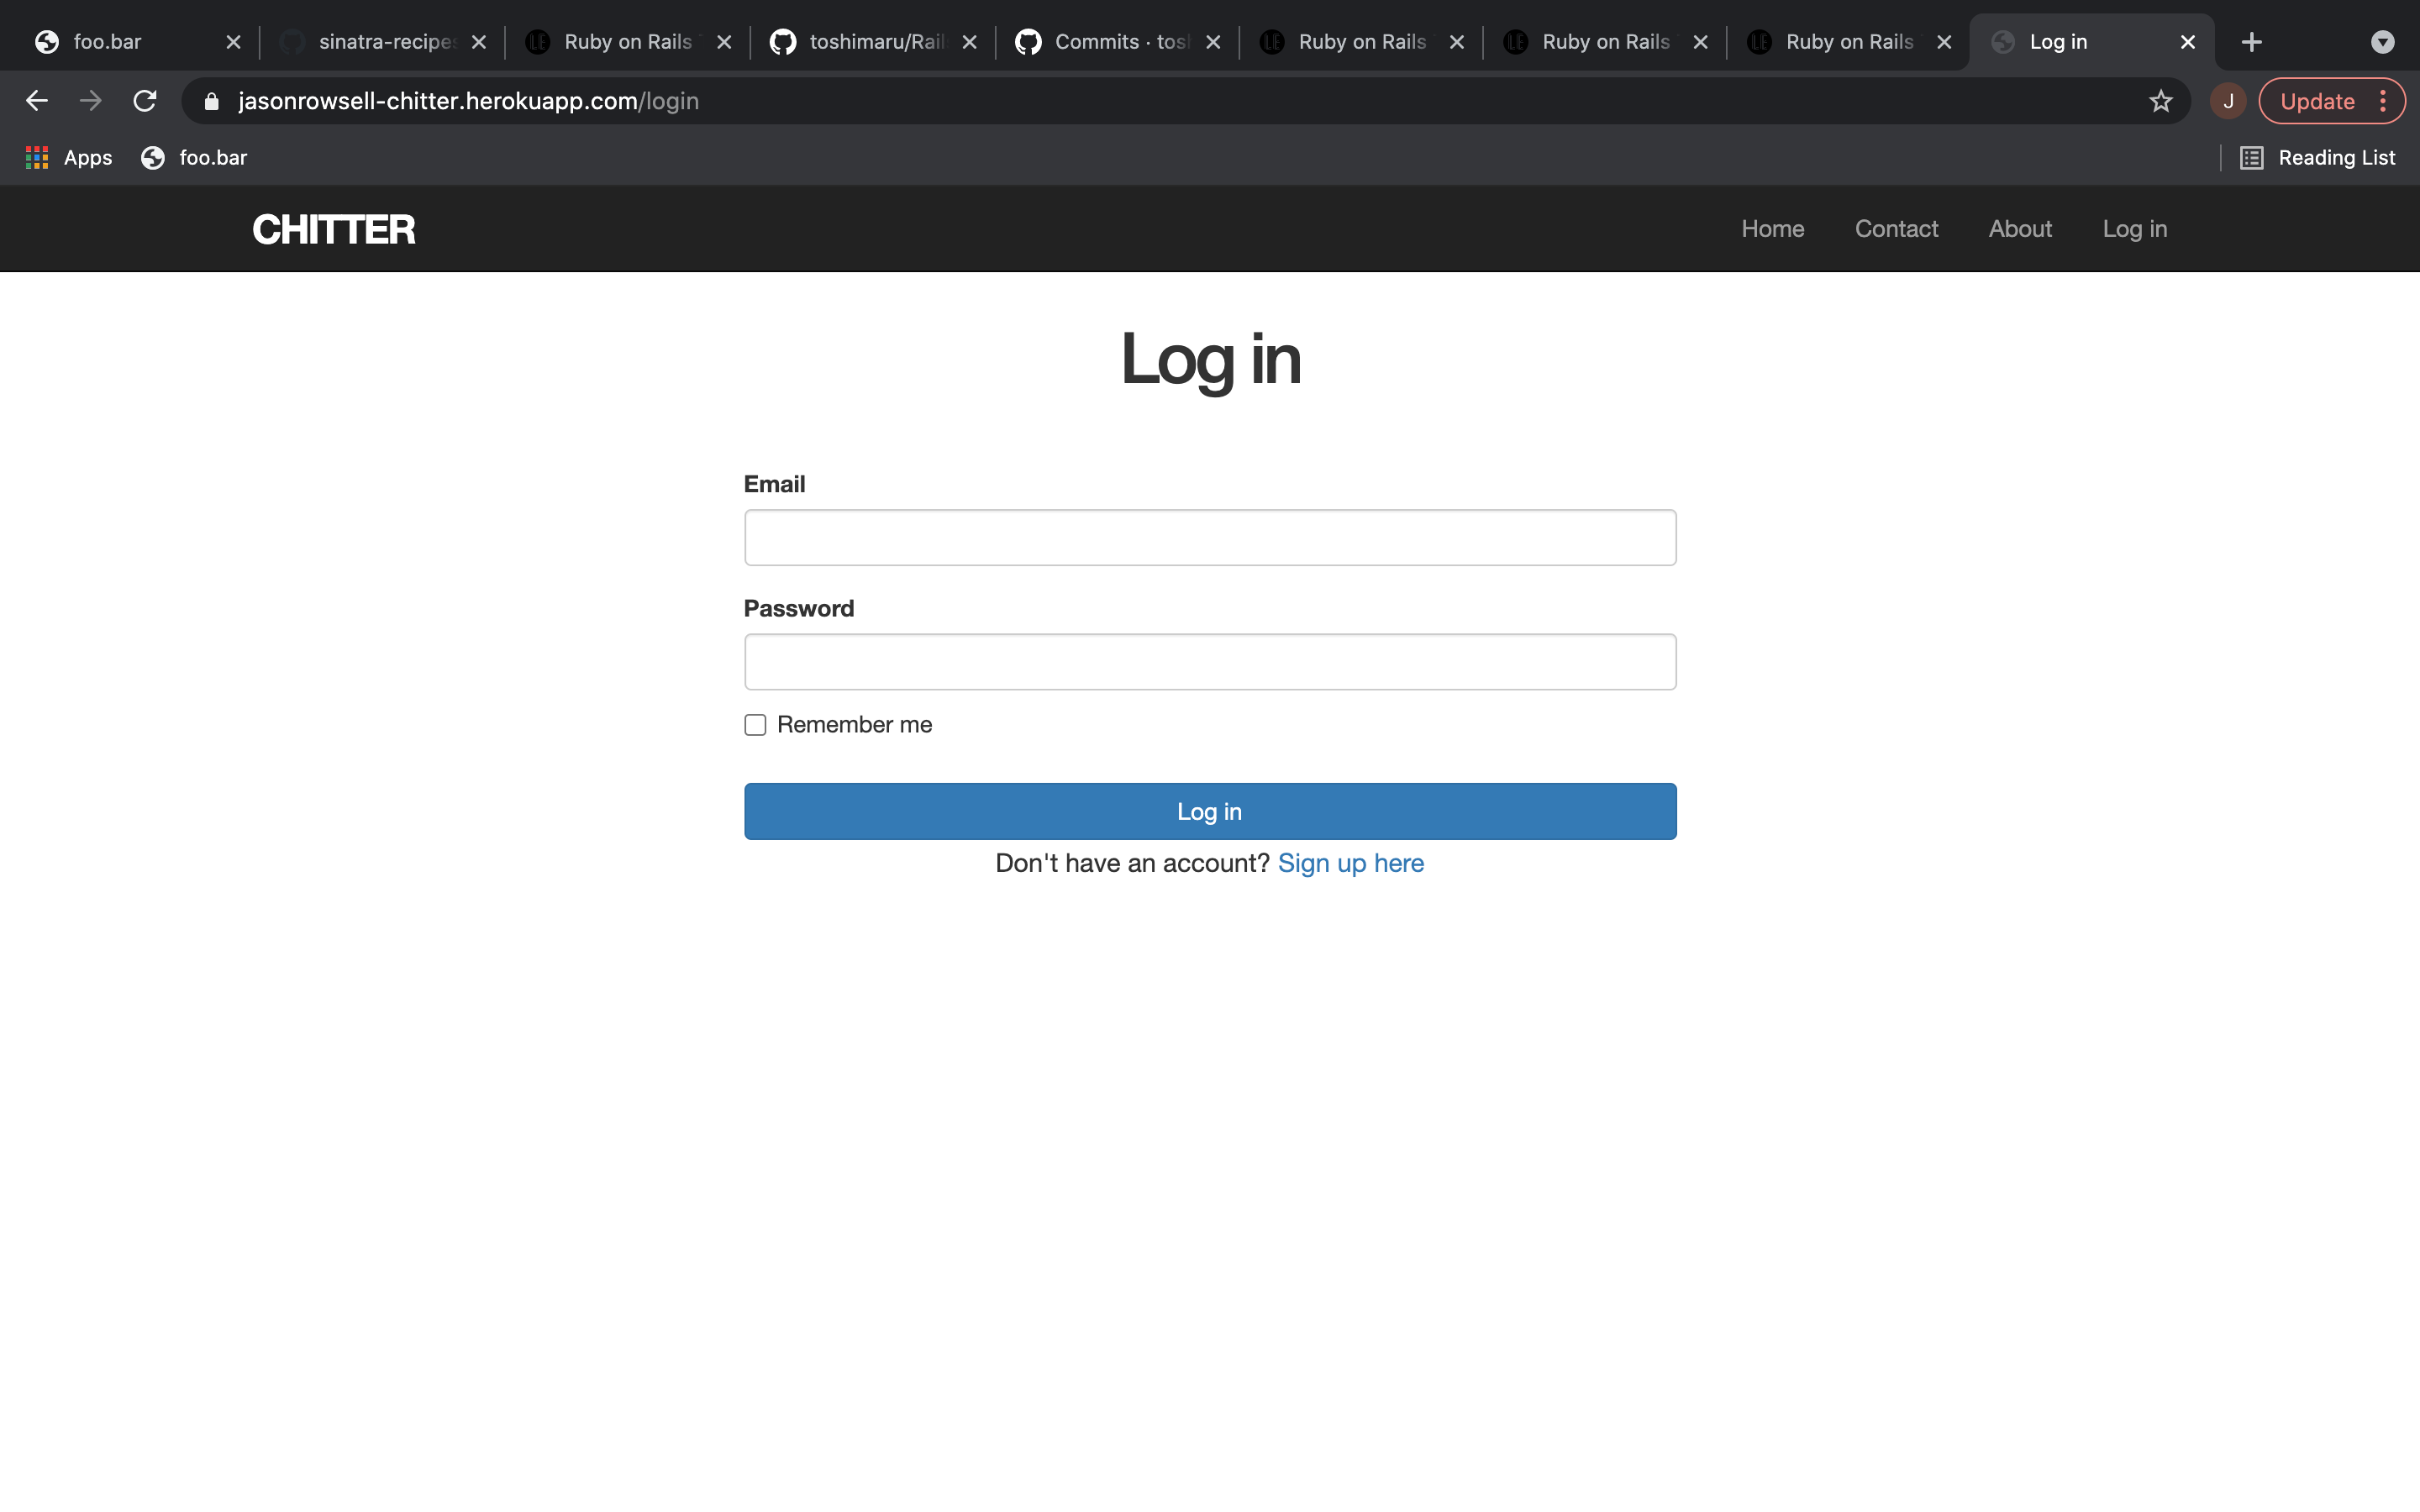 foo.bar sinatra-recipes Ruby on Rails toshimaru/Rail Commits · tos Ruby on Rails Ruby on Rails Ruby on Rails Log in
jasonrowsell-chitter.herokuapp.com/login J Update
Apps foo.bar Reading List
CHITTER Home Contact About Log in
Log in
Email
Password
Remember me
Log in
Don't have an account? Sign up here